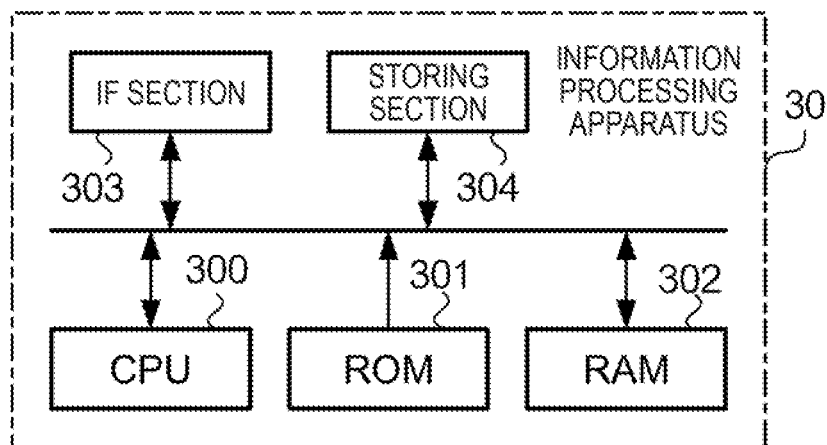 IF SECTION
STORING
SECTION
INFORMATION
PROCESSING
APPARATUS
30
303
304
300
301
302
CPU
ROM
RAM